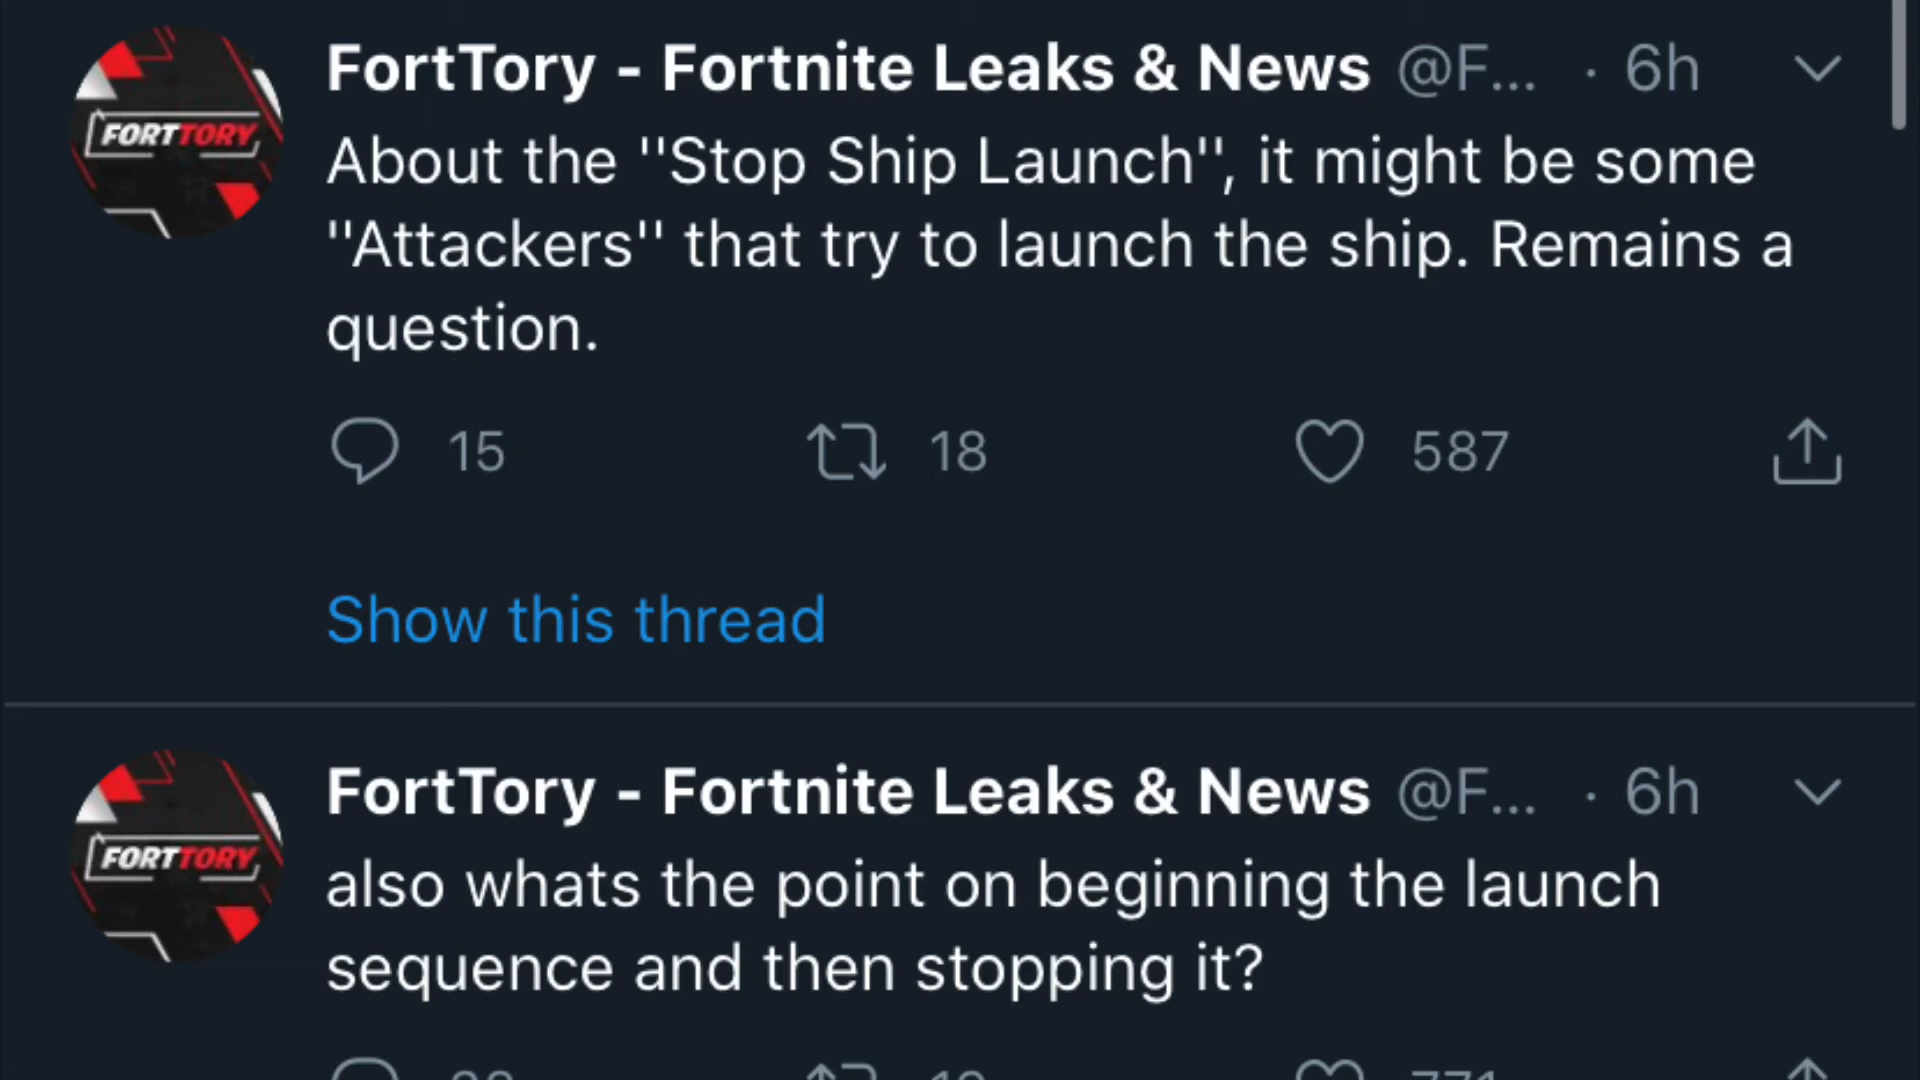 FortTory - Fortnite Leaks & News @F... · 6h
FORTTORY
About the "Stop Ship Launch", it might be some
"Attackers" that try to launch the ship. Remains a
question.
15 18 587
Show this thread
FortTory - Fortnite Leaks & News @F... · 6h
FORTTORY
also whats the point on beginning the launch
sequence and then stopping it?